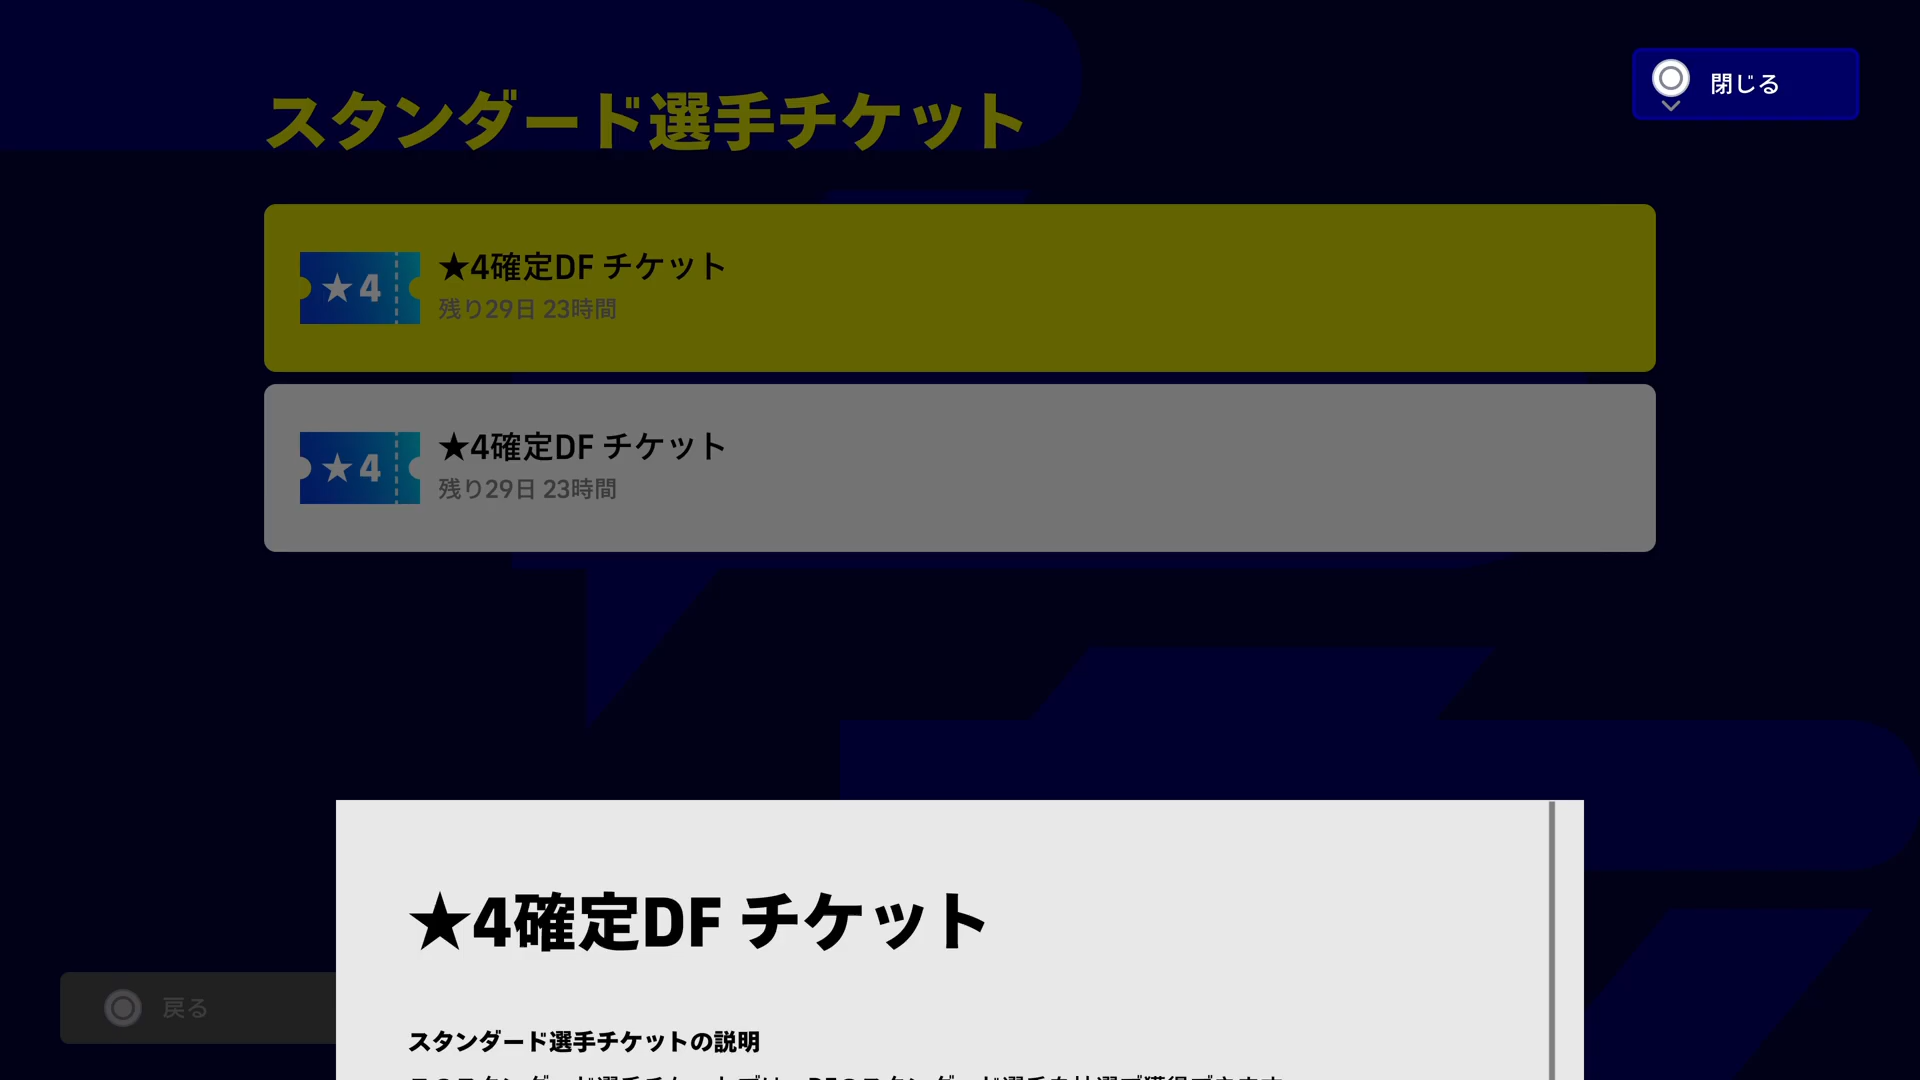 スタンダード選手チケット
閉じる
★4
★4確定DF チケット
残り29日 23時間
★4
★4確定DF チケット
残り29日 23時間
★4確定DF チケット
戻る
スタンダード選手チケットの説明